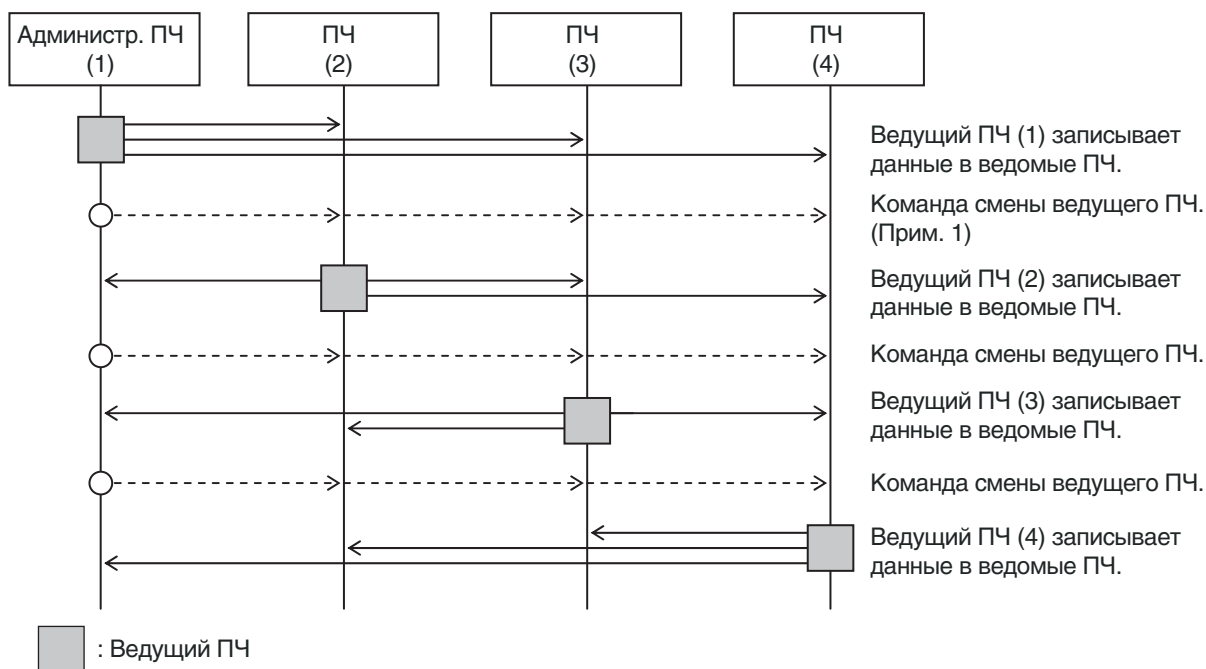 Администр. ПЧ
(1)
ПЧ
(2)
ПЧ
(3)
ПЧ
(4)
Ведущий ПЧ (1) записывает
данные в ведомые ПЧ.
Команда смены ведущего ПЧ.
(Прим. 1)
Ведущий ПЧ (2) записывает
данные в ведомые ПЧ.
Команда смены ведущего ПЧ.
Ведущий ПЧ (3) записывает
данные в ведомые ПЧ.
Команда смены ведущего ПЧ.
Ведущий ПЧ (4) записывает
данные в ведомые ПЧ.
: Ведущий ПЧ